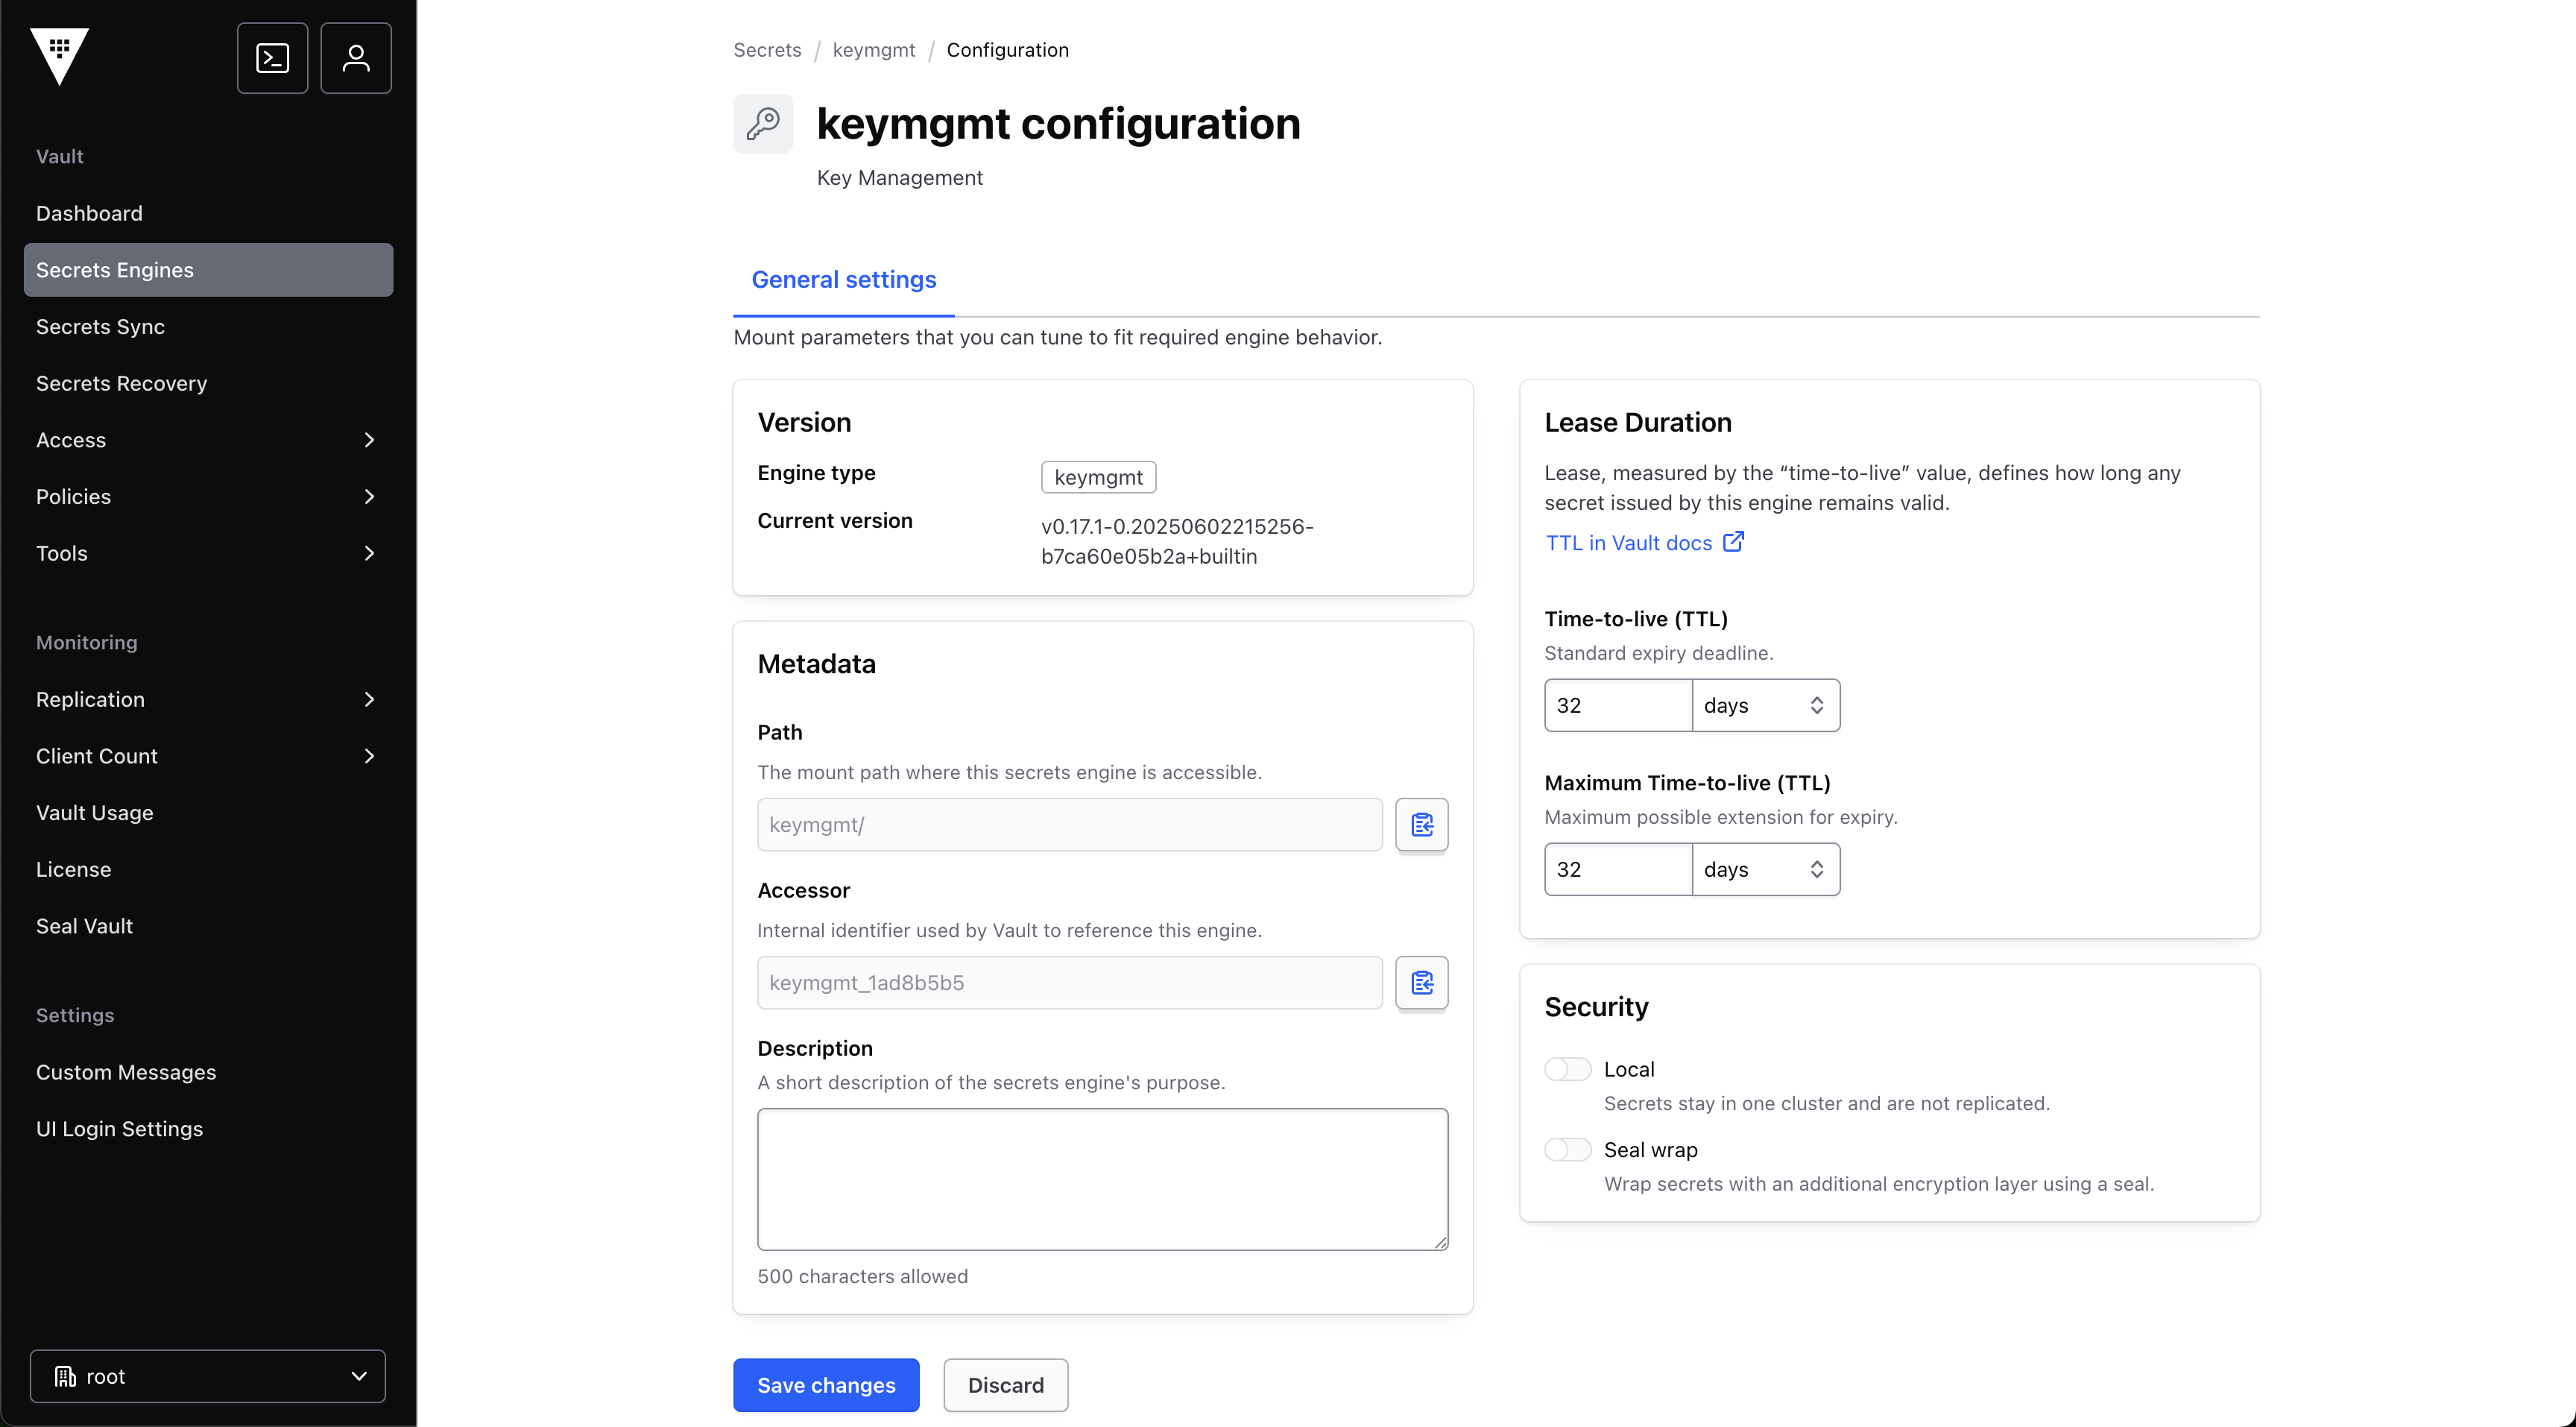 Vault
Dashboard
Secrets Engines
Secrets Sync
Secrets Recovery
Access
Policies
Tools
Monitoring
Replication
Client Count
Vault Usage
License
Seal Vault
Settings
Custom Messages
UI Login Settings
root
Secrets / keymgmt / Configuration
keymgmt configuration
Key Management
General settings
Mount parameters that you can tune to fit required engine behavior.
Version
Engine type keymgmt
Current version v0.17.1-0.20250602215256-
b7ca60e05b2a+builtin
Metadata
Path
The mount path where this secrets engine is accessible.
keymgmt/
Accessor
Internal identifier used by Vault to reference this engine.
keymgmt_1ad8b5b5
Description
A short description of the secrets engine's purpose.
500 characters allowed
Lease Duration
Lease, measured by the “time-to-live” value, defines how long any
secret issued by this engine remains valid.
TTL in Vault docs
Time-to-live (TTL)
Standard expiry deadline.
32 days
Maximum Time-to-live (TTL)
Maximum possible extension for expiry.
32 days
Security
Local
Secrets stay in one cluster and are not replicated.
Seal wrap
Wrap secrets with an additional encryption layer using a seal.
Save changes Discard